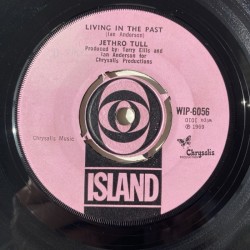 LIVING IN THE PAST
(Ian Anderson)
JETHRO TULL
Produced by: Terry Ellis and
Ian Anderson for
Chrysalis Productions
WIP-6056
℗ 1969
Chrysalis Music
Chrysalis
ISLAND